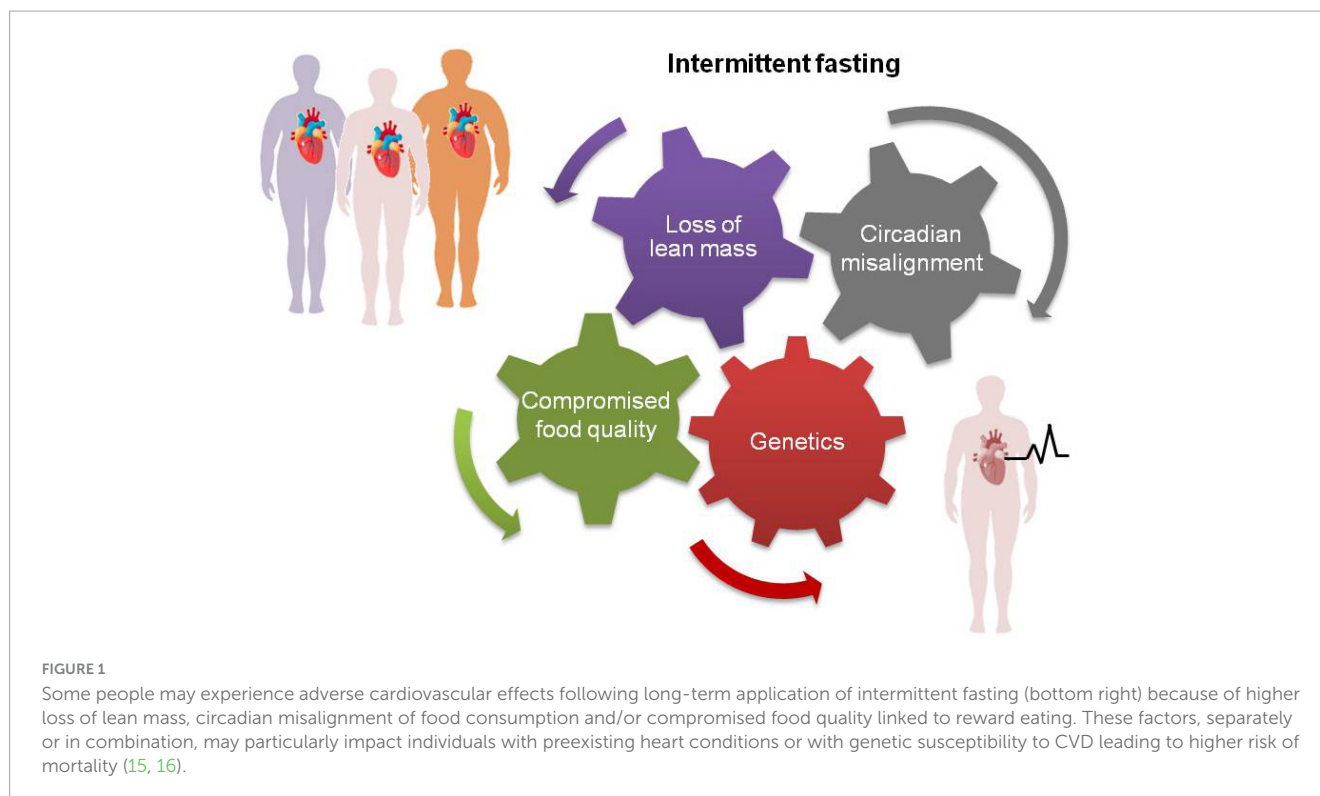 Intermittent fasting
Loss of
lean mass
Circadian
misalignment
Compromised
food quality
Genetics
FIGURE 1
Some people may experience adverse cardiovascular effects following long-term application of intermittent fasting (bottom right) because of higher
loss of lean mass, circadian misalignment of food consumption and/or compromised food quality linked to reward eating. These factors, separately
or in combination, may particularly impact individuals with preexisting heart conditions or with genetic susceptibility to CVD leading to higher risk of
mortality (15, 16).